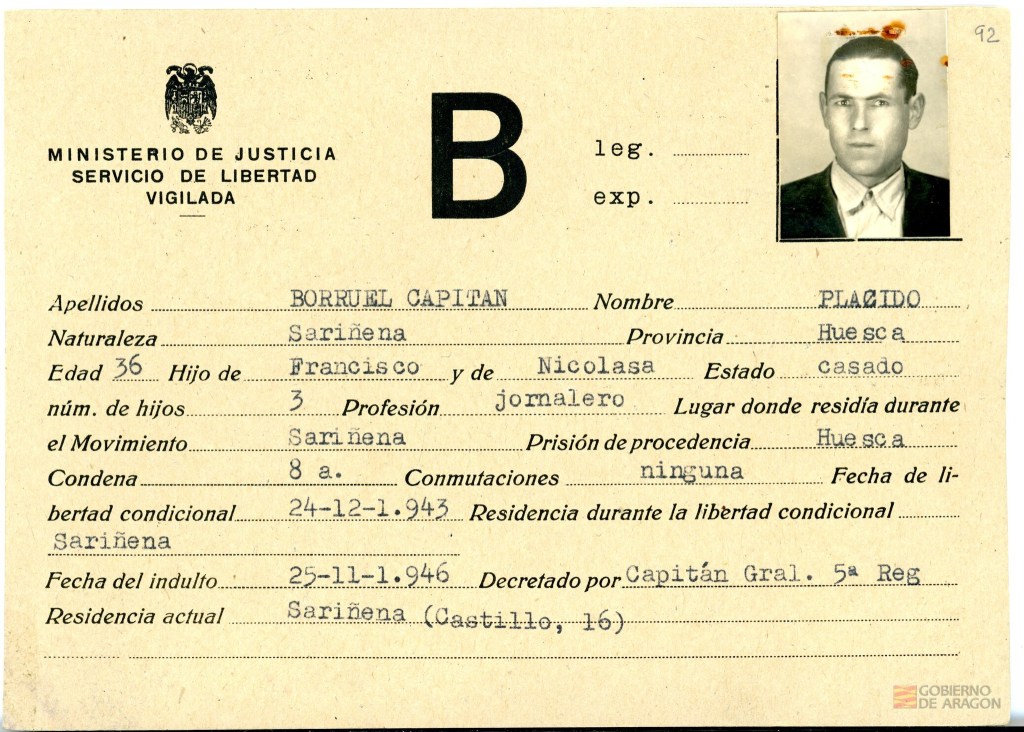 92
MINISTERIO DE JUSTICIA
SERVICIO DE LIBERTAD
VIGILADA
B
leg.
exp.
Apellidos BORRUEL CAPITAN Nombre PLACIDO
Naturaleza Sariñena Provincia Huesca
Edad 36 Hijo de Francisco y de Nicolasa Estado casado
núm. de hijos 3 Profesión jornalero Lugar donde residía durante
el Movimiento Sariñena Prisión de procedencia Huesca
Condena 8 a. Conmutaciones ninguna Fecha de li-
bertad condicional 24-12-1.943 Residencia durante la libertad condicional
Sariñena
Fecha del indulto 25-11-1.946 Decretado por Capitán Gral. 5ª Reg
Residencia actual Sariñena (Castillo, 16)
GOBIERNO
DE ARAGON